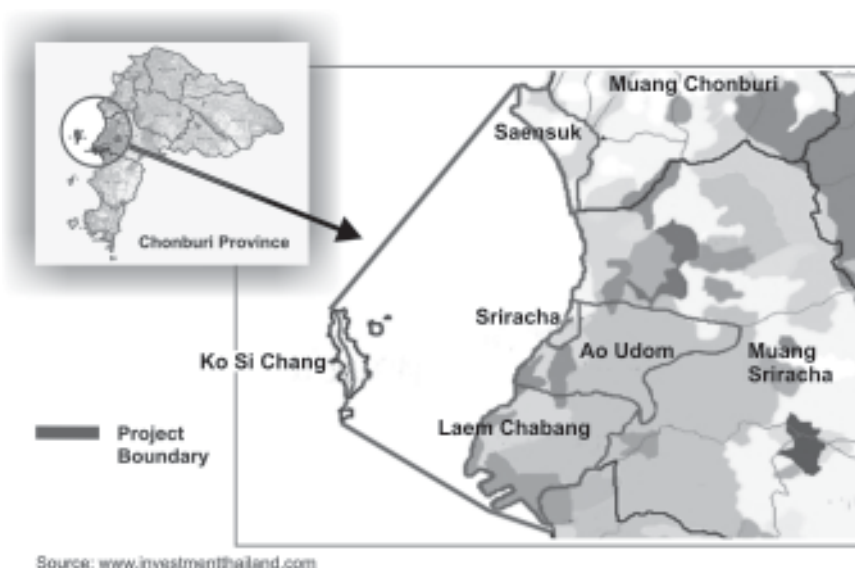 Chonburi Province
Muang Chonburi
Saensuk
Sriracha
Ko Si Chang
Ao Udom
Muang
Sriracha
Laem Chabang
Project
Boundary
Source: www.investmentthailand.com